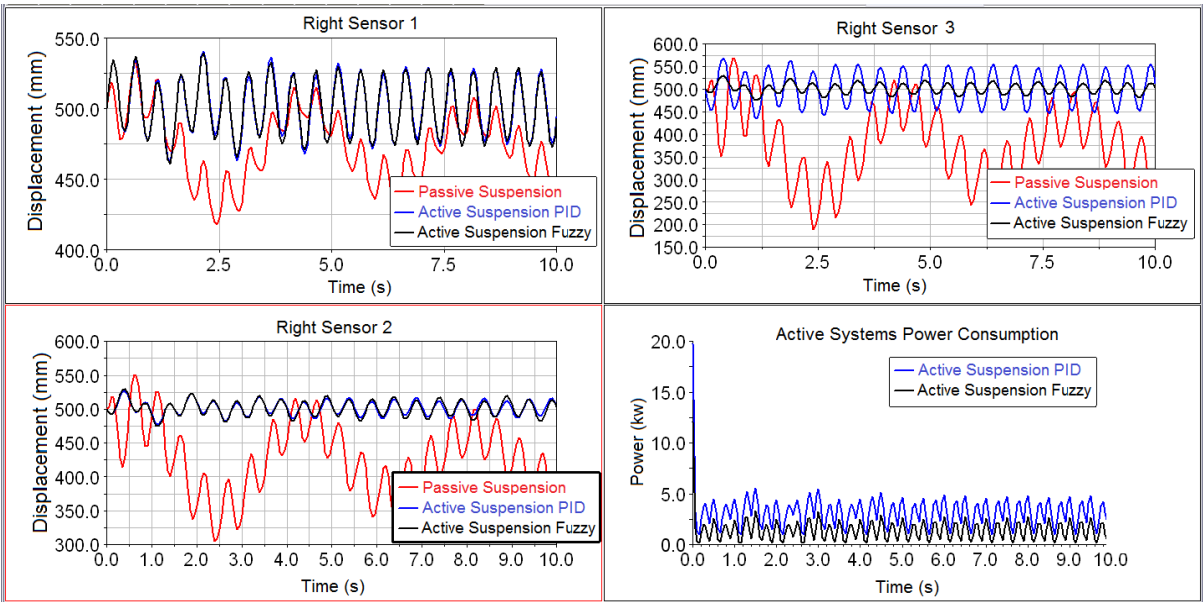 Right Sensor 1
Displacement (mm)
550.0
500.0
450.0
400.0
0.0 2.5 5.0 7.5 10.0
Time (s)
Passive Suspension
Active Suspension PID
Active Suspension Fuzzy
Right Sensor 3
Displacement (mm)
600.0
550.0
500.0
450.0
400.0
350.0
300.0
250.0
200.0
150.0
0.0 2.5 5.0 7.5 10.0
Time (s)
Passive Suspension
Active Suspension PID
Active Suspension Fuzzy
Right Sensor 2
Displacement (mm)
600.0
550.0
500.0
450.0
400.0
300.0
0.0 1.0 2.0 3.0 4.0 5.0 6.0 7.0 8.0 9.0 10.0
Time (s)
Passive Suspension
Active Suspension PID
Active Suspension Fuzzy
Active Systems Power Consumption
Power (kw)
20.0
15.0
10.0
5.0
0.0
0.0 1.0 2.0 3.0 4.0 5.0 6.0 7.0 8.0 9.0 10.0
Time (s)
Active Suspension PID
Active Suspension Fuzzy